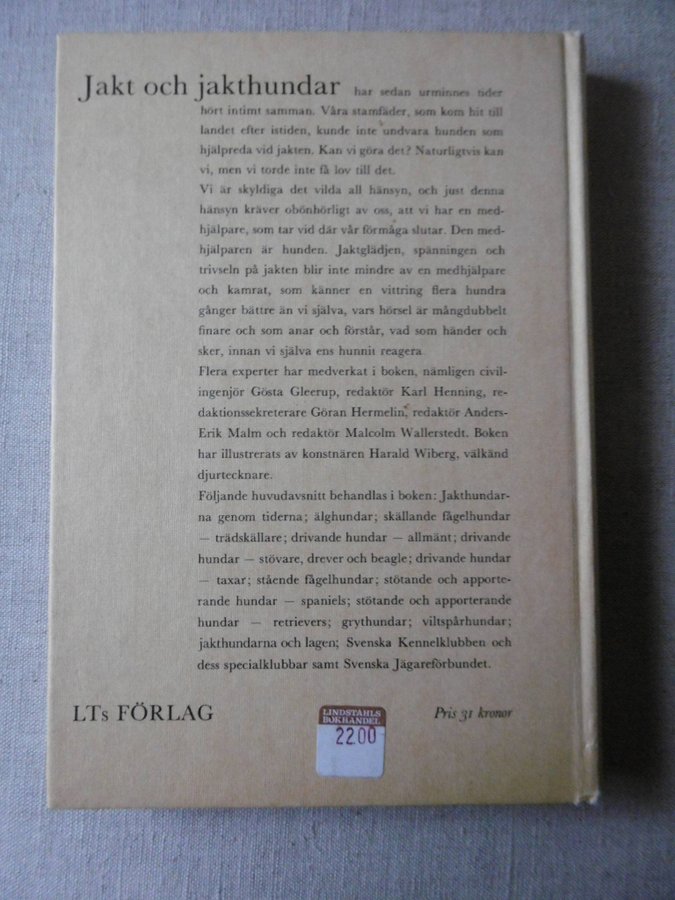 Jakt och jakthundar har sedan urminnes tider
hört intimt samman. Våra stamfäder, som kom hit till
landet efter istiden, kunde inte undvara hunden som
hjälpreda vid jakten. Kan vi göra det? Naturligtvis kan
vi, men vi torde inte få lov till det.
Vi är skyldiga det vilda all hänsyn, och just denna
hänsyn kräver obönhörligt av oss, att vi har en med-
hjälpare, som tar vid där vår förmåga slutar. Den med-
hjälparen är hunden. Jaktglädjen, spänningen och
trivseln på jakten blir inte mindre av en medhjälpare
och kamrat, som känner en vittring flera hundra
gånger bättre än vi själva, vars hörsel är mångdubbelt
finare och som anar och förstår, vad som händer och
sker, innan vi själva ens hunnit reagera
Flera experter har medverkat i boken, nämligen civil-
ingenjör Gösta Gleerup, redaktör Karl Henning, re-
daktionssekreterare Göran Hermelin, redaktör Anders-
Erik Malm och redaktör Malcolm Wallerstedt. Boken
har illustrerats av konstnären Harald Wiberg, välkänd
djurtecknare.
Följande huvudavsnitt behandlas i boken: Jakthundar-
na genom tiderna; älghundar; skällande fågelhundar
— trädskällare; drivande hundar — allmänt; drivande
hundar — stövare, drever och beagle; drivande hundar
— taxar; stående fågelhundar; stötande och apporte-
rande hundar — spaniels; stötande och apporterande
hundar — retrievers; grythundar; viltspårhundar;
jakthundarna och lagen; Svenska Kennelklubben och
dess specialklubbar samt Svenska Jägareförbundet.
LTs FÖRLAG
LINDSTAHLS
BOKHANDEL
2200
Pris 31 kronor